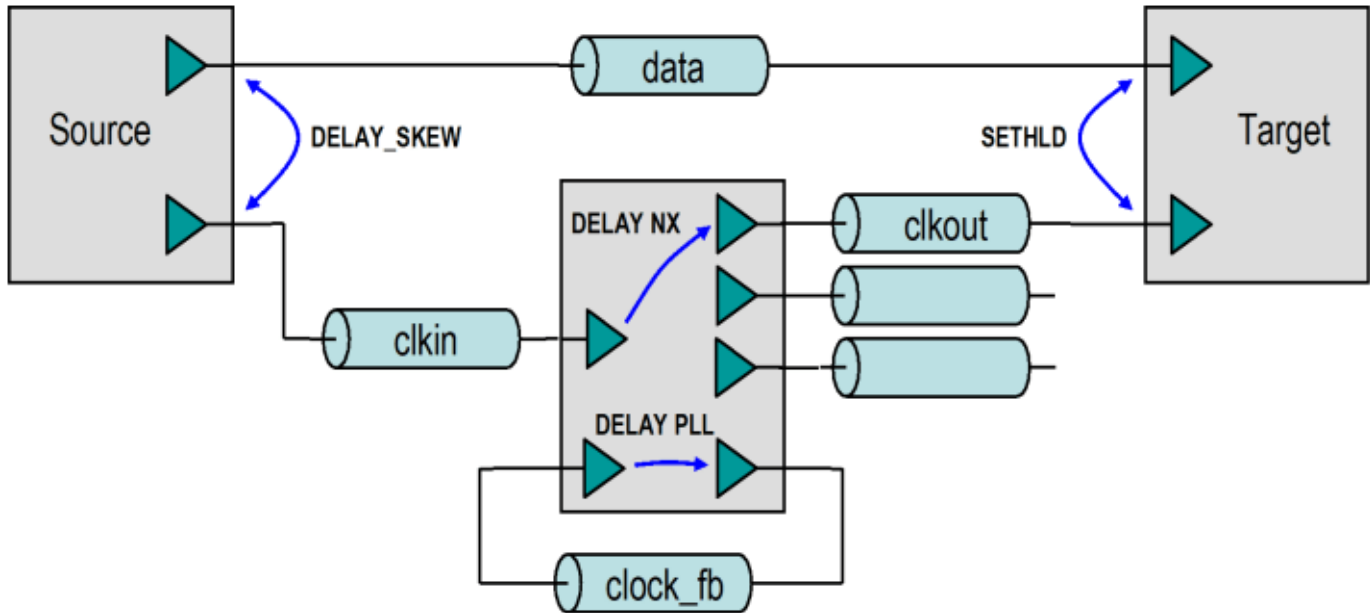 data
Source
DELAY_SKEW
SETHLD
Target
DELAY NX
clkout
clkin
DELAY PLL
clock_fb